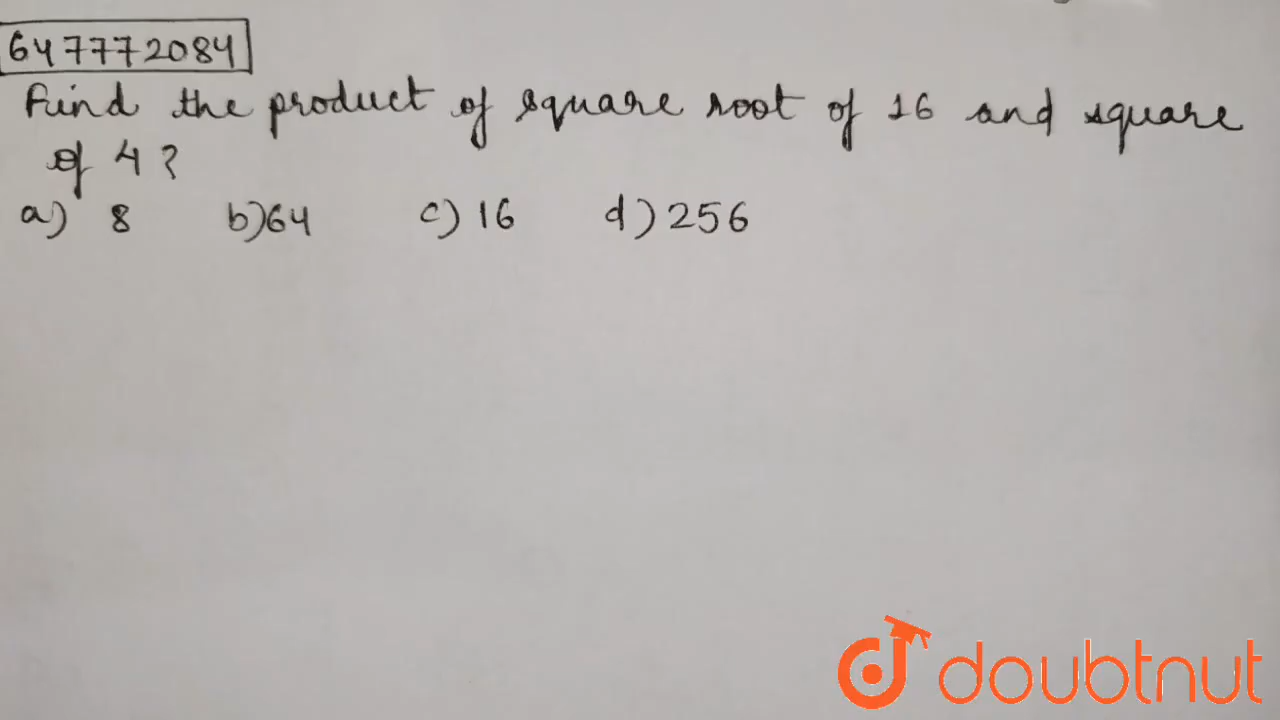 647772084
Find the product of square root of 16 and square
of 4?
a) 8 b) 64 c) 16 d) 256
doubtnut